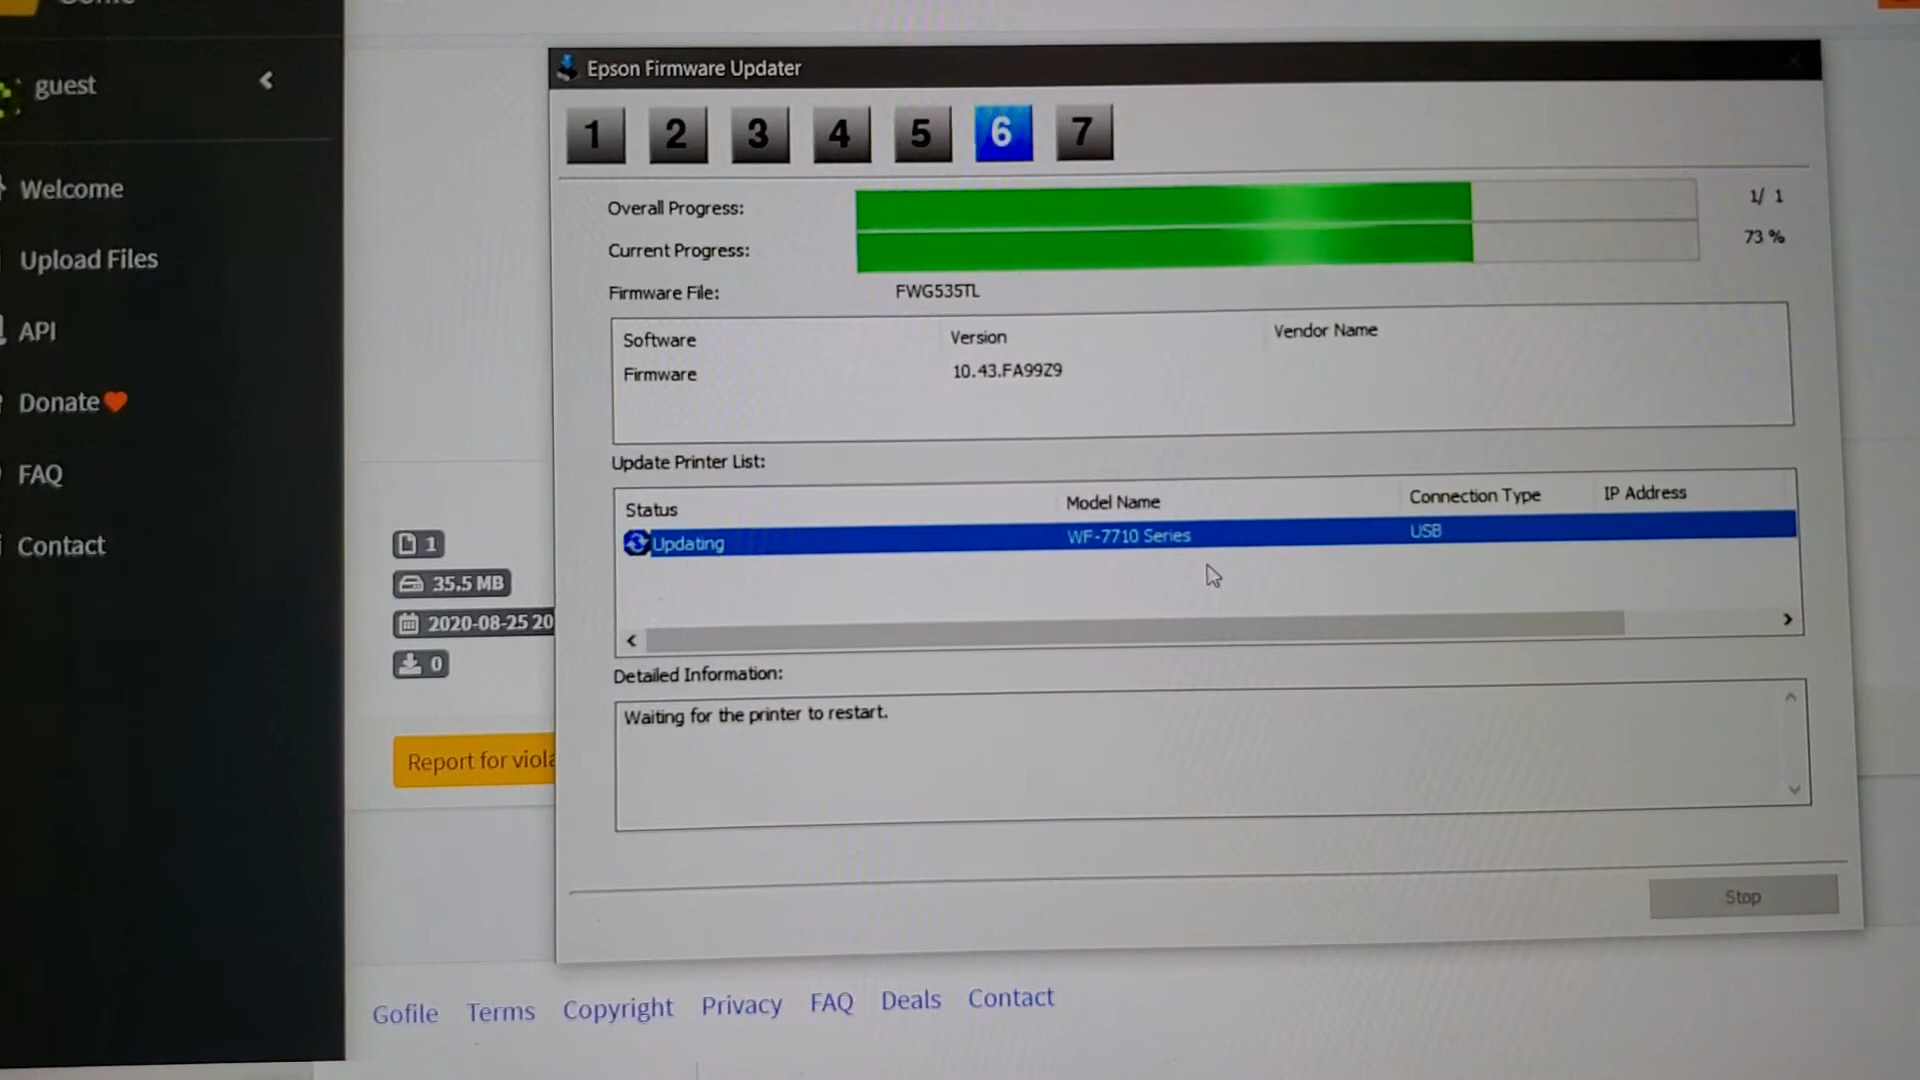 guest
Welcome
Upload Files
API
Donate
FAQ
Contact
1
35.5 MB
2020-08-25 20
0
Report for viola
Epson Firmware Updater
1 2 3 4 5 6 7
Overall Progress: 1/ 1
Current Progress: 73 %
Firmware File: FWG535TL
Software Version Vendor Name
Firmware 10.43.FA99Z9
Update Printer List:
Status Model Name Connection Type IP Address
Updating WF-7710 Series USB
Detailed Information:
Waiting for the printer to restart.
Stop
Gofile Terms Copyright Privacy FAQ Deals Contact